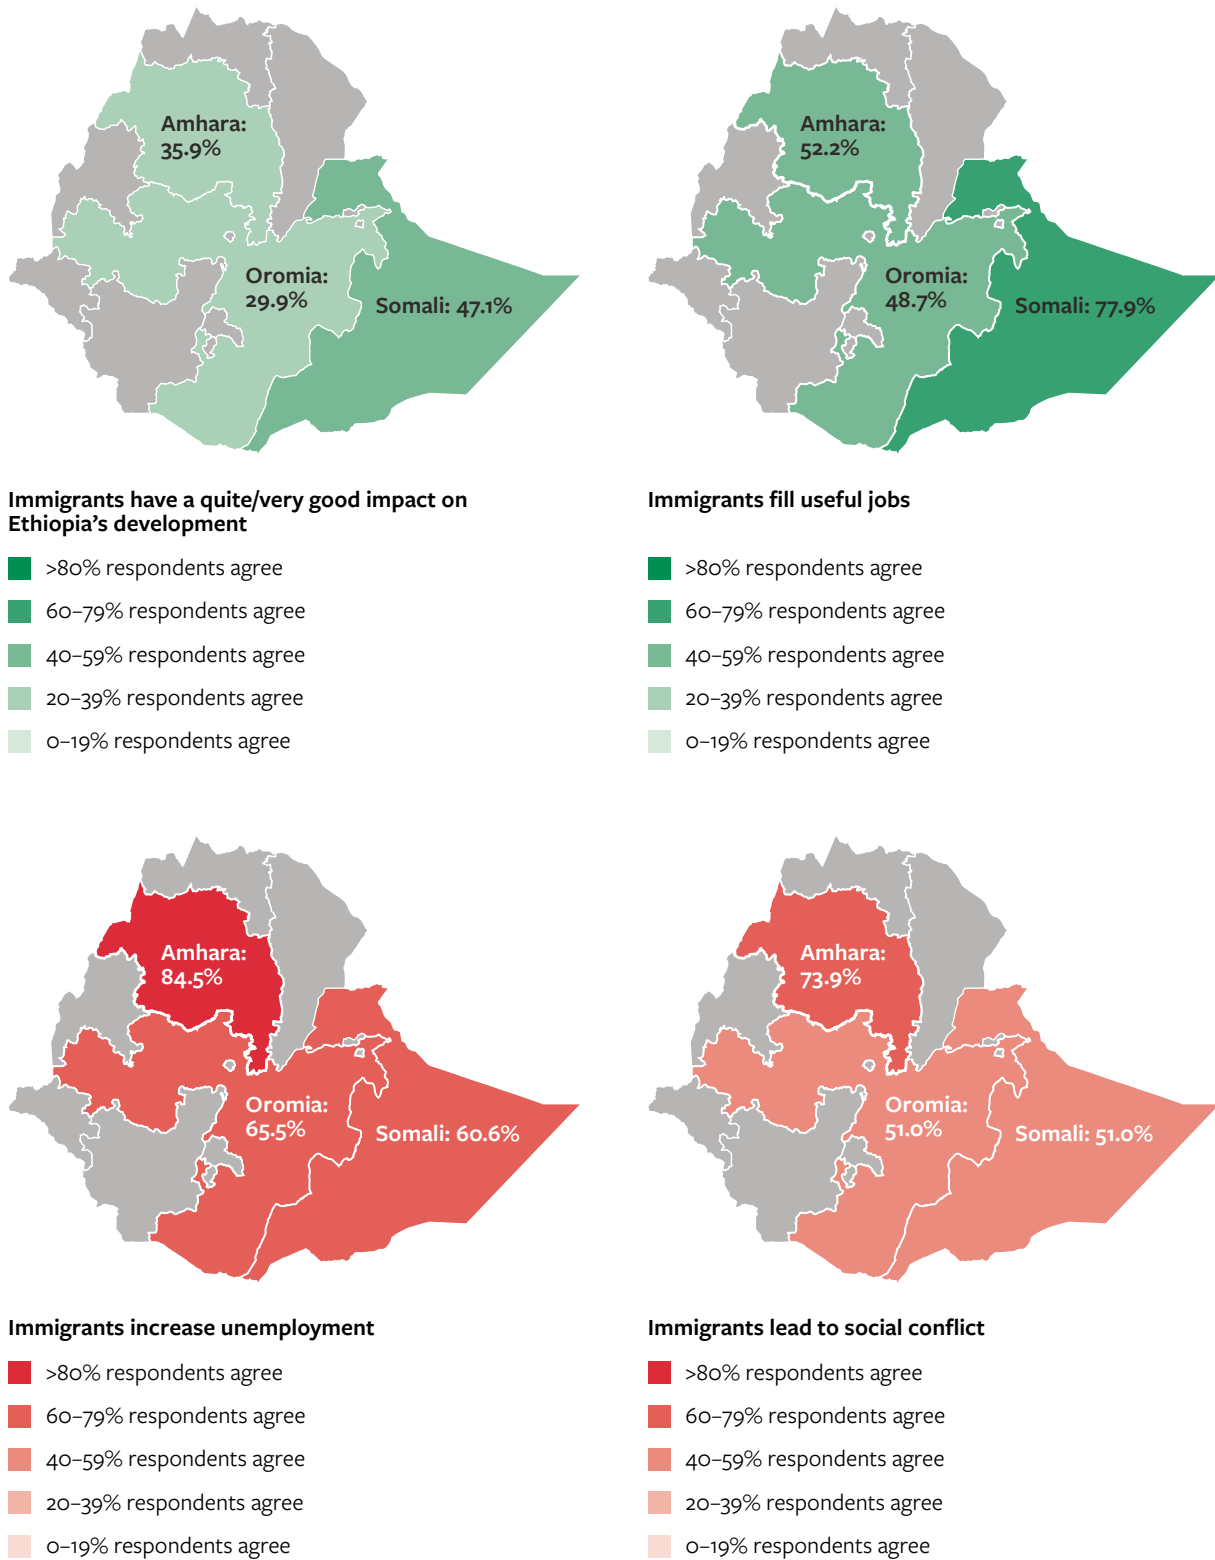 Amhara:
35.9%
Oromia:
29.9%
Somali: 47.1%
Immigrants have a quite/very good impact on
Ethiopia's development
>80% respondents agree
60–79% respondents agree
40–59% respondents agree
20–39% respondents agree
0–19% respondents agree
Amhara:
52.2%
Oromia:
48.7%
Somali: 77.9%
Immigrants fill useful jobs
>80% respondents agree
60–79% respondents agree
40–59% respondents agree
20–39% respondents agree
0–19% respondents agree
Amhara:
84.5%
Oromia:
65.5%
Somali: 60.6%
Immigrants increase unemployment
>80% respondents agree
60–79% respondents agree
40–59% respondents agree
20–39% respondents agree
0–19% respondents agree
Amhara:
73.9%
Oromia:
51.0%
Somali: 51.0%
Immigrants lead to social conflict
>80% respondents agree
60–79% respondents agree
40–59% respondents agree
20–39% respondents agree
0–19% respondents agree